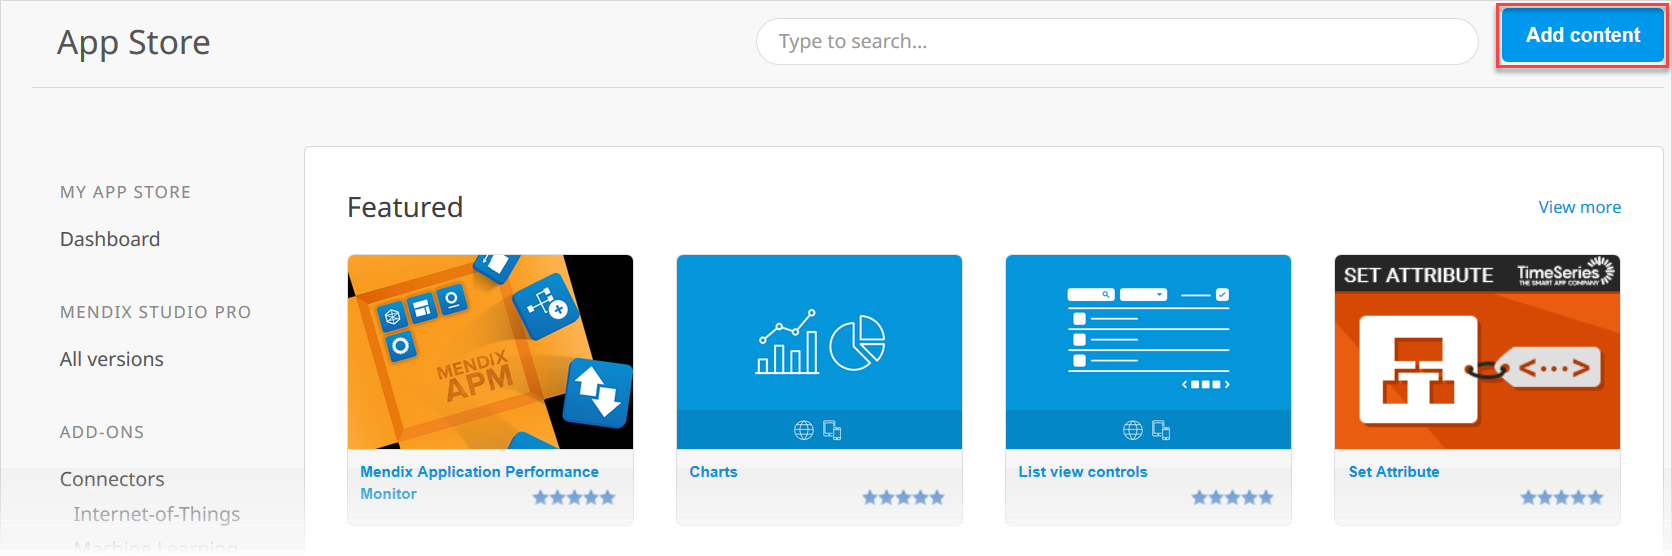 App Store
Type to search...
Add content
MY APP STORE
Dashboard
MENDIX STUDIO PRO
All versions
ADD-ONS
Connectors
Internet-of-Things
Machine Learning
Featured
View more
MENDIX
APM
Mendix Application Performance
Monitor
Charts
List view controls
SET ATTRIBUTE
TimeSeries
THE SMART APP COMPANY
Set Attribute